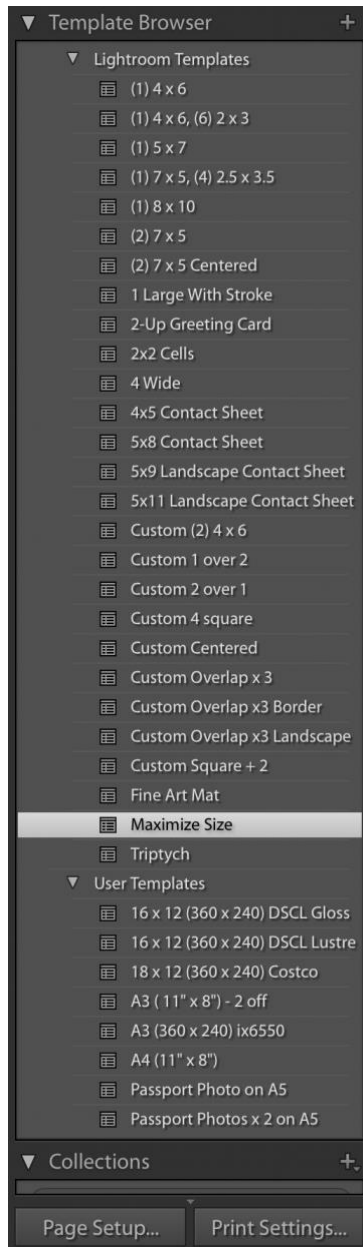 Template Browser
Lightroom Templates
(1) 4 x 6
(1) 4 x 6, (6) 2 x 3
(1) 5 x 7
(1) 7 x 5, (4) 2.5 x 3.5
(1) 8 x 10
(2) 7 x 5
(2) 7 x 5 Centered
1 Large With Stroke
2-Up Greeting Card
2x2 Cells
4 Wide
4x5 Contact Sheet
5x8 Contact Sheet
5x9 Landscape Contact Sheet
5x11 Landscape Contact Sheet
Custom (2) 4 x 6
Custom 1 over 2
Custom 2 over 1
Custom 4 square
Custom Centered
Custom Overlap x 3
Custom Overlap x3 Border
Custom Overlap x3 Landscape
Custom Square + 2
Fine Art Mat
Maximize Size
Triptych
User Templates
16 x 12 (360 x 240) DSCL Gloss
16 x 12 (360 x 240) DSCL Lustre
18 x 12 (360 x 240) Costco
A3 ( 11" x 8") - 2 off
A3 (360 x 240) ix6550
A4 (11" x 8")
Passport Photo on A5
Passport Photos x 2 on A5
Collections
Page Setup... Print Settings...